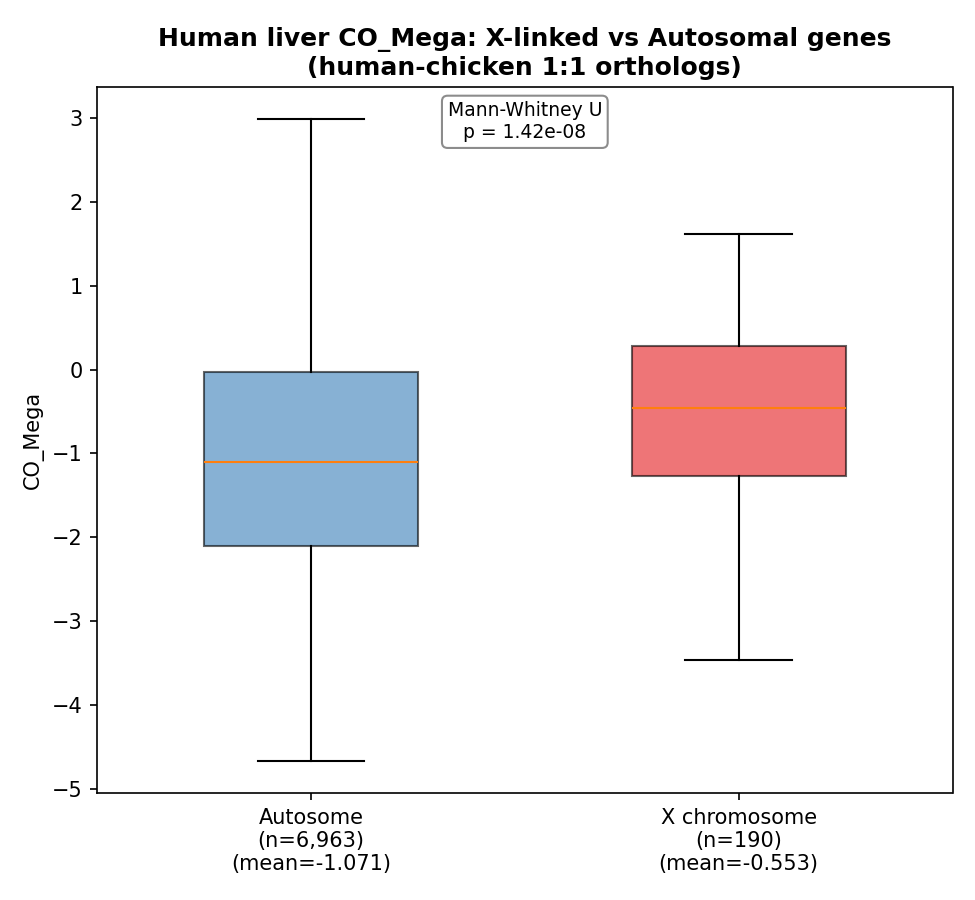 Human liver CO_Mega: X-linked vs Autosomal genes
(human-chicken 1:1 orthologs)
Mann-Whitney U
p = 1.42e-08
CO_Mega
3
2
1
0
−1
−2
−3
−4
−5
Autosome
(n=6,963)
(mean=-1.071)
X chromosome
(n=190)
(mean=-0.553)